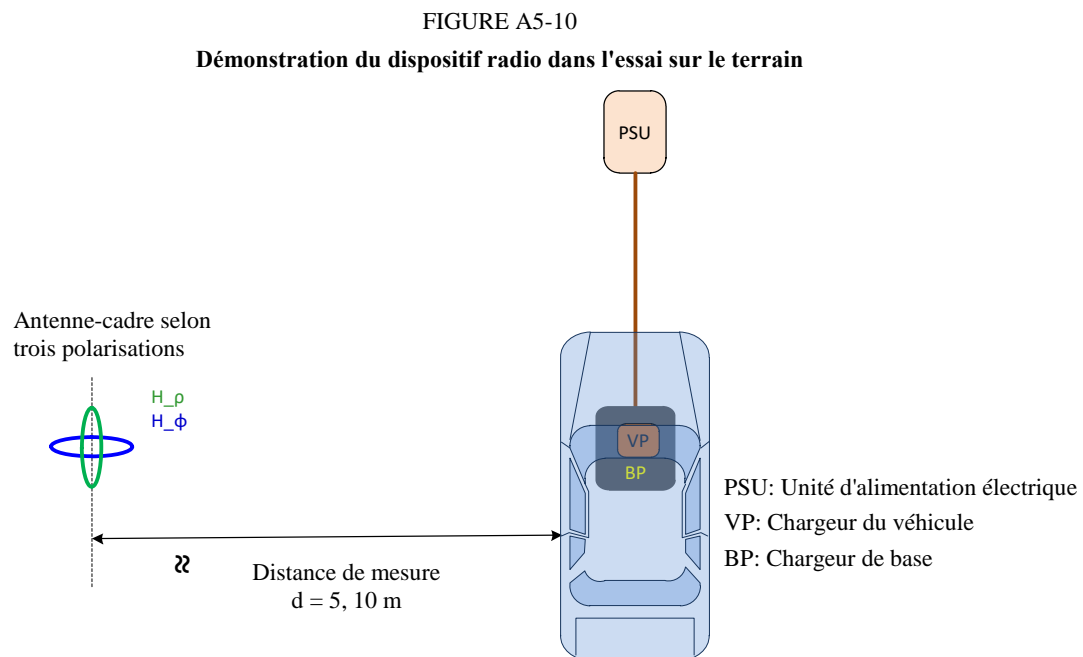 FIGURE A5-10
Démonstration du dispositif radio dans l'essai sur le terrain
PSU
Antenne-cadre selon
trois polarisations
H_ρ
H_ϕ
VP
BP
PSU: Unité d'alimentation électrique
VP: Chargeur du véhicule
BP: Chargeur de base
Distance de mesure
d = 5, 10 m